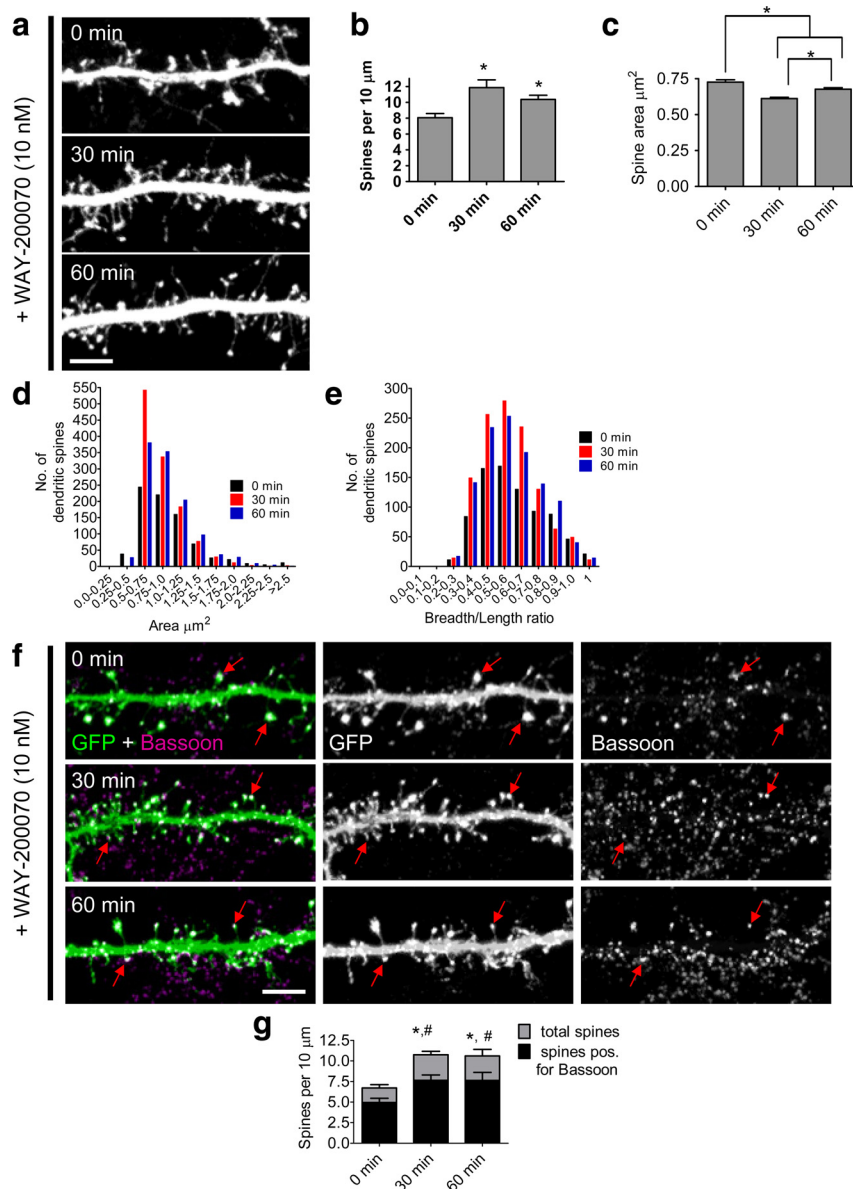 a
+ WAY-200070 (10 nM)
0 min
30 min
60 min
b
Spines per 10 μm
12
10
8
6
4
2
0
*
*
0 min
30 min
60 min
c
Spine area μm²
0.75
0.50
0.25
0.00
*
*
0 min
30 min
60 min
d
No. of
dendritic spines
550
500
450
400
350
300
250
200
150
100
50
0
0 min
30 min
60 min
0.0-0.25
0.25-0.5
0.5-0.75
0.75-1.0
1.0-1.25
1.25-1.5
1.5-1.75
1.75-2.0
2.0-2.25
2.25-2.5
>2.5
Area μm²
e
No. of
dendritic spines
300
250
200
150
100
50
0
0 min
30 min
60 min
0.0-0.1
0.1-0.2
0.2-0.3
0.3-0.4
0.4-0.5
0.5-0.6
0.6-0.7
0.7-0.8
0.8-0.9
0.9-1.0
1
Breadth/Length ratio
f
+ WAY-200070 (10 nM)
0 min
GFP + Bassoon
GFP
Bassoon
30 min
60 min
g
Spines per 10 μm
12.5
10.0
7.5
5.0
2.5
0.0
*,#
*, #
total spines
spines pos.
for Bassoon
0 min
30 min
60 min